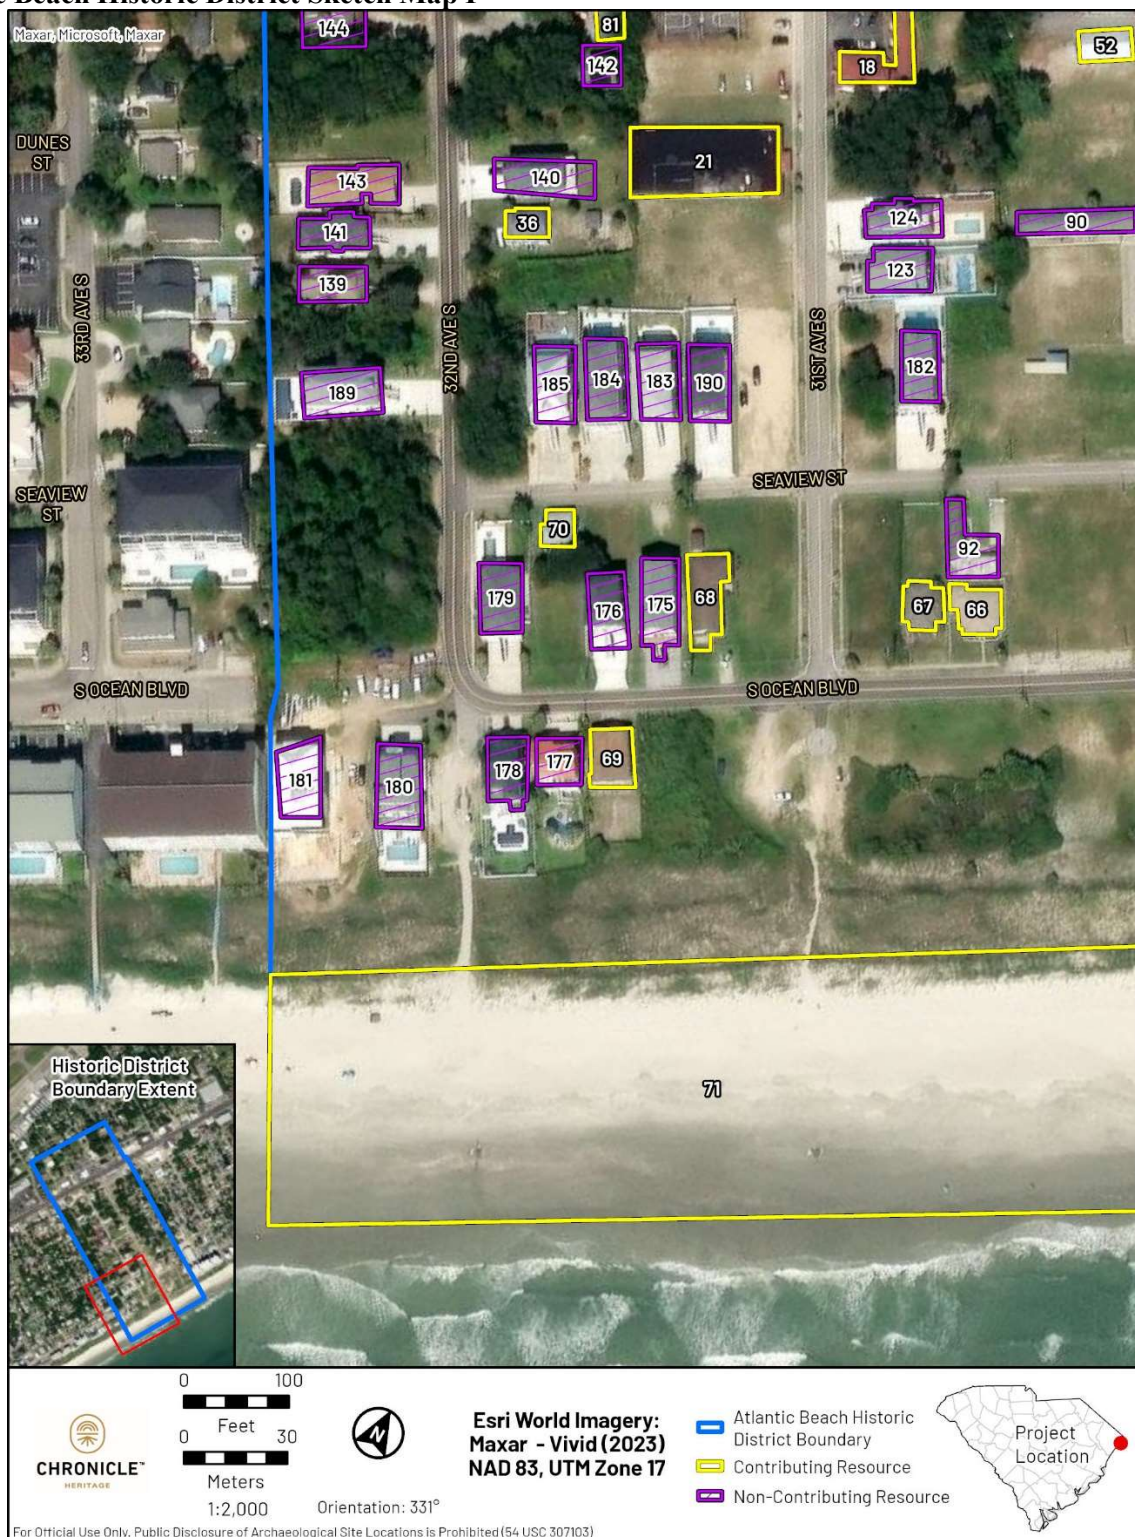 Beach Historic District Sketch Map
Maxar, Microsoft, Maxar
144
81
142
18
52
DUNES
ST
21
143
140
124
90
36
141
123
139
33RD AVE S
32ND AVE S
31ST AVE S
185
184
183
190
182
189
SEAVIEW ST
SEAVIEW
ST
70
92
179
176
175
68
67
66
S OCEAN BLVD
S OCEAN BLVD
181
180
178
177
69
71
Historic District
Boundary Extent
CHRONICLE™
HERITAGE
0 100
Feet
0 30
Meters
1:2,000
N
Orientation: 331°
Esri World Imagery:
Maxar - Vivid (2023)
NAD 83, UTM Zone 17
Atlantic Beach Historic
District Boundary
Contributing Resource
Non-Contributing Resource
Project
Location
For Official Use Only. Public Disclosure of Archaeological Site Locations is Prohibited (54 USC 307103)